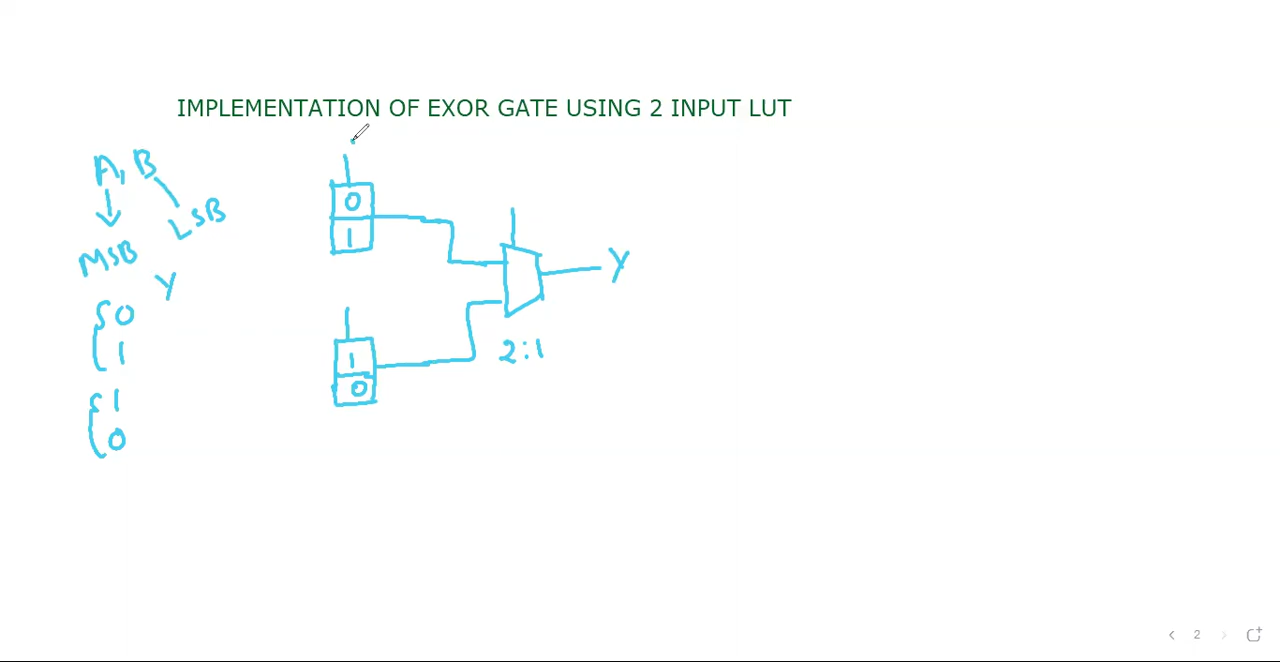 IMPLEMENTATION OF EXOR GATE USING 2 INPUT LUT
A, B
MSB
LSB
Y
0
1
1
0
0
1
1
0
Y
2:1
2